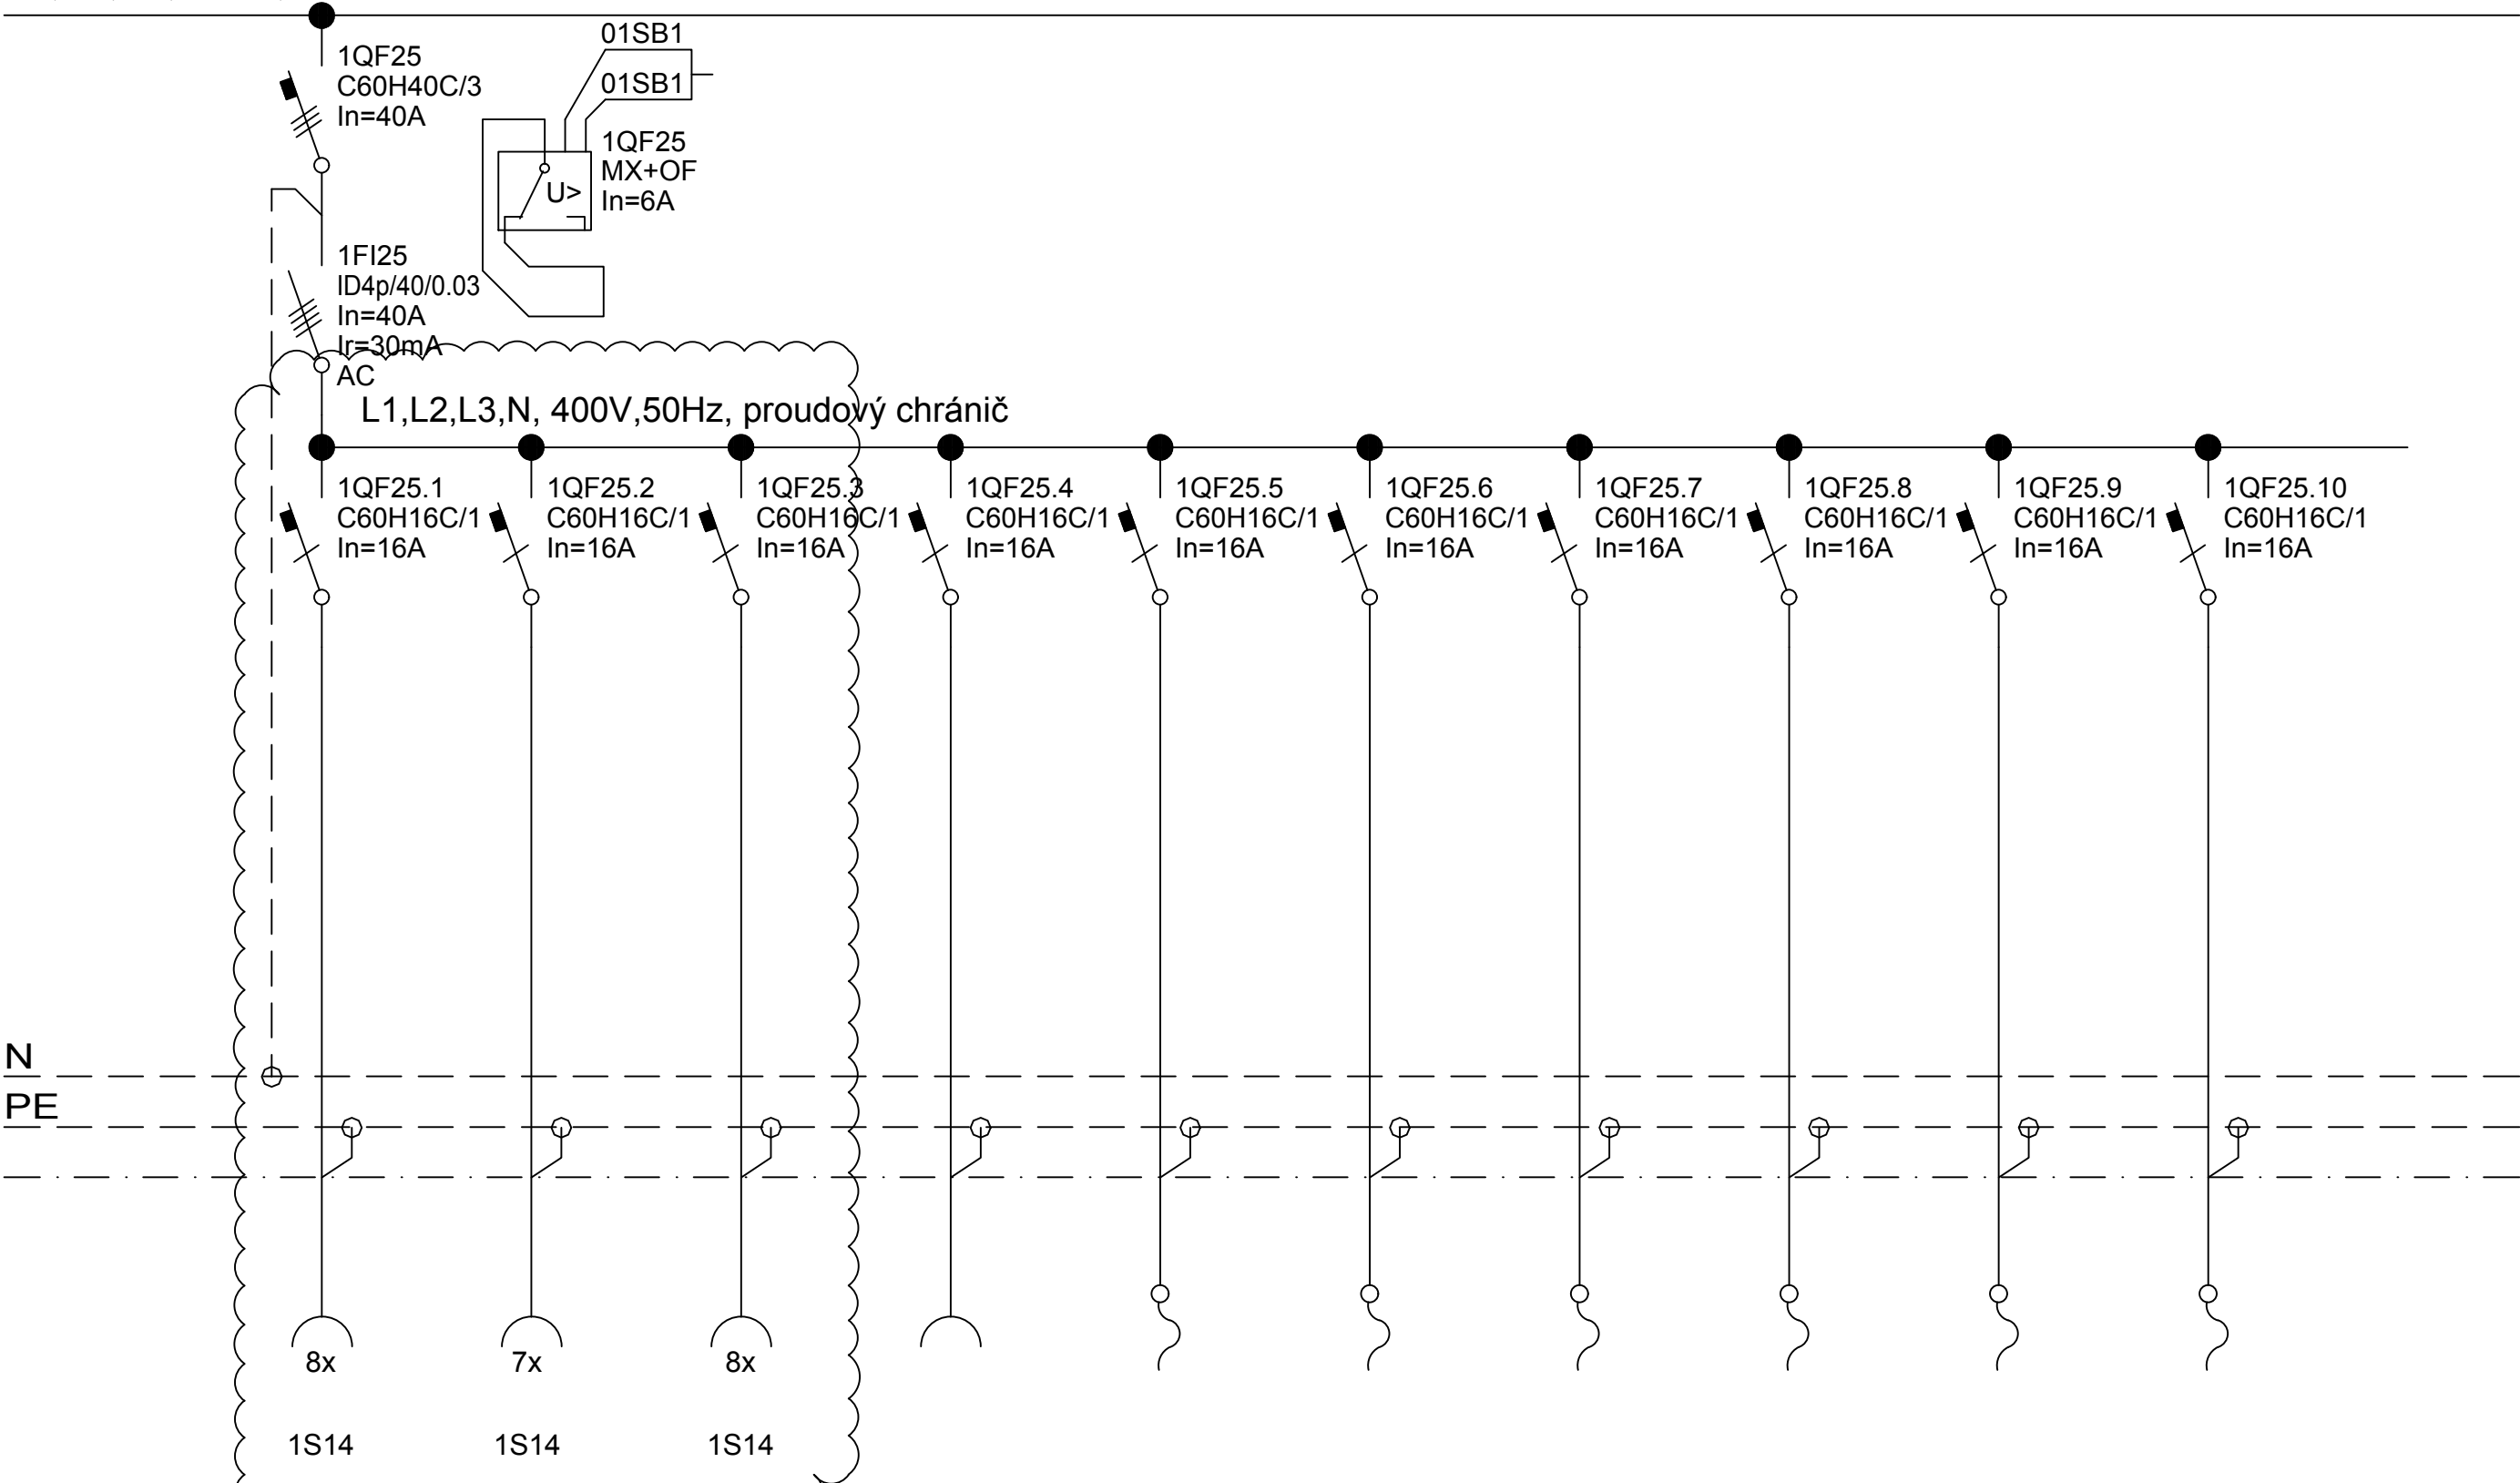 01SB1
01SB1
1QF25
C60H40C/3
In=40A
1QF25
MX+OF
In=6A
U>
1FI25
ID4p/40/0.03
In=40A
Ir=30mA
AC
L1,L2,L3,N, 400V,50Hz, proudový chránič
1QF25.1
C60H16C/1
In=16A
1QF25.2
C60H16C/1
In=16A
1QF25.3
C60H16C/1
In=16A
1QF25.4
C60H16C/1
In=16A
1QF25.5
C60H16C/1
In=16A
1QF25.6
C60H16C/1
In=16A
1QF25.7
C60H16C/1
In=16A
1QF25.8
C60H16C/1
In=16A
1QF25.9
C60H16C/1
In=16A
1QF25.10
C60H16C/1
In=16A
N
PE
8x
7x
8x
1S14
1S14
1S14